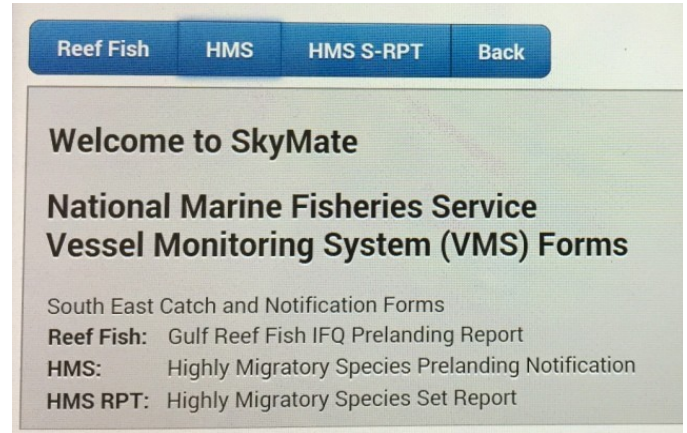 Reef Fish HMS HMS S-RPT Back
Welcome to SkyMate
National Marine Fisheries Service
Vessel Monitoring System (VMS) Forms
South East Catch and Notification Forms
Reef Fish: Gulf Reef Fish IFQ Prelanding Report
HMS: Highly Migratory Species Prelanding Notification
HMS RPT: Highly Migratory Species Set Report